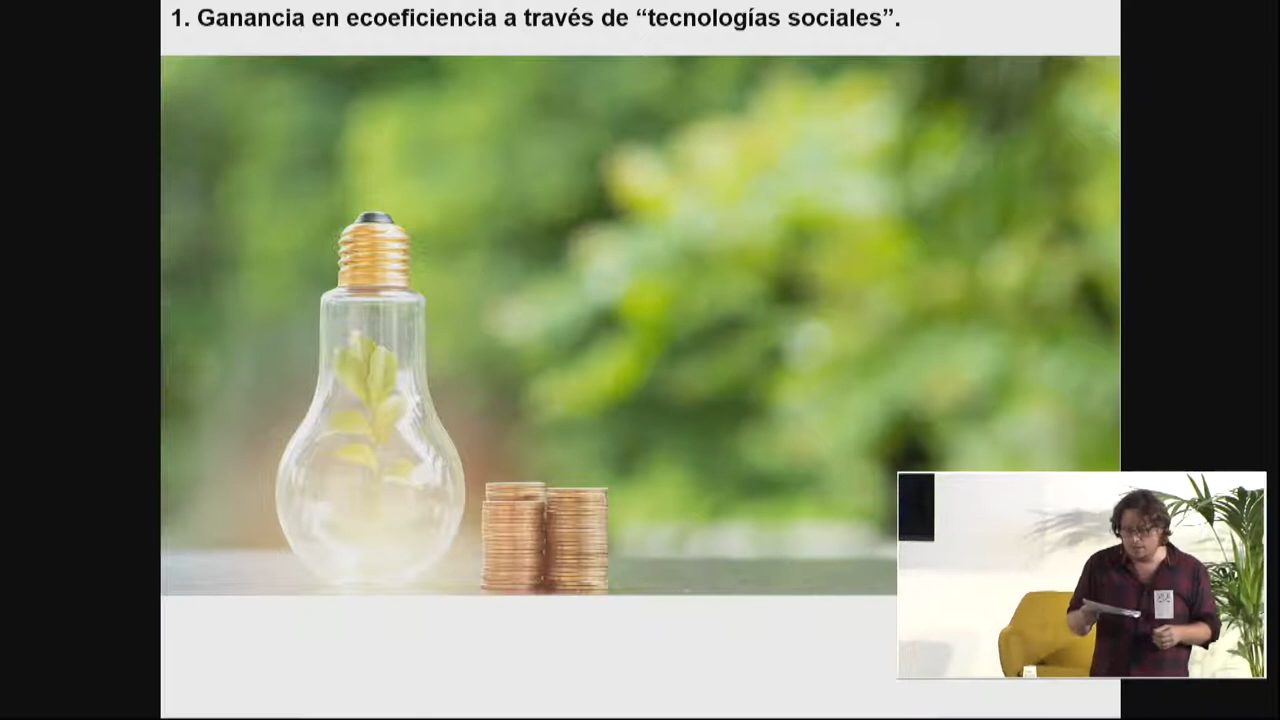 1. Ganancia en ecoeficiencia a través de “tecnologías sociales”.